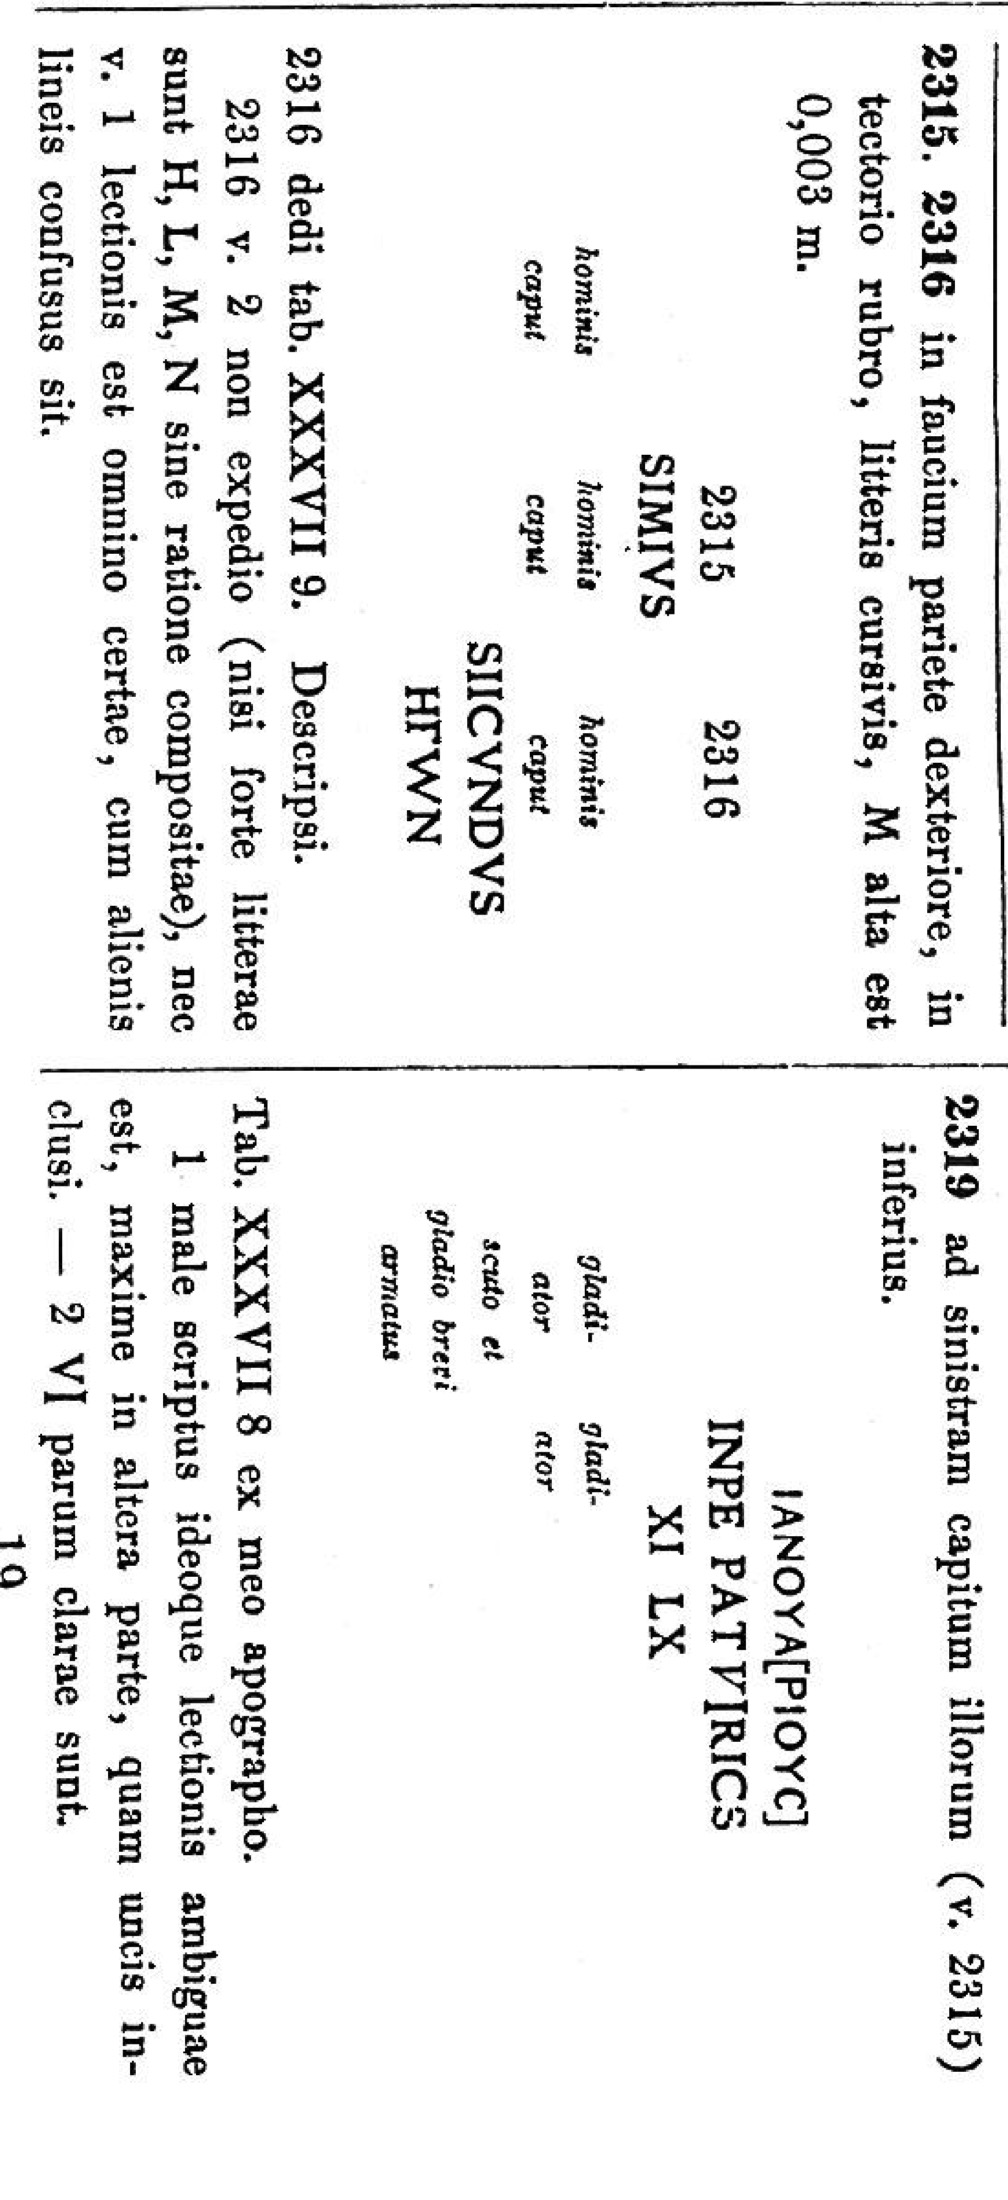 2315. 2316 in faucium pariete dexteriore, in
tectorio rubro, litteris cursivis, M alta est
0,003 m.
2315 2316
SIMIVS
hominis hominis hominis
caput caput caput
SIICVNDVS
HΓWN
2316 dedi tab. XXXVII 9. Descripsi.
2316 v. 2 non expedio (nisi forte litterae
sunt H, L, M, N sine ratione compositae), nec
v. 1 lectionis est omnino certae, cum alienis
lineis confusus sit.
2319 ad sinistram capitum illorum (v. 2315)
inferius.
IANOYA[PIOYC]
INPE PATVIRICS
XI LX
gladi- gladi-
ator ator
scuto et
gladio brevi
armatus
Tab. XXXVII 8 ex meo apographo.
1 male scriptus ideoque lectionis ambiguae
est, maxime in altera parte, quam uncis in-
clusi. — 2 VI parum clarae sunt.
19